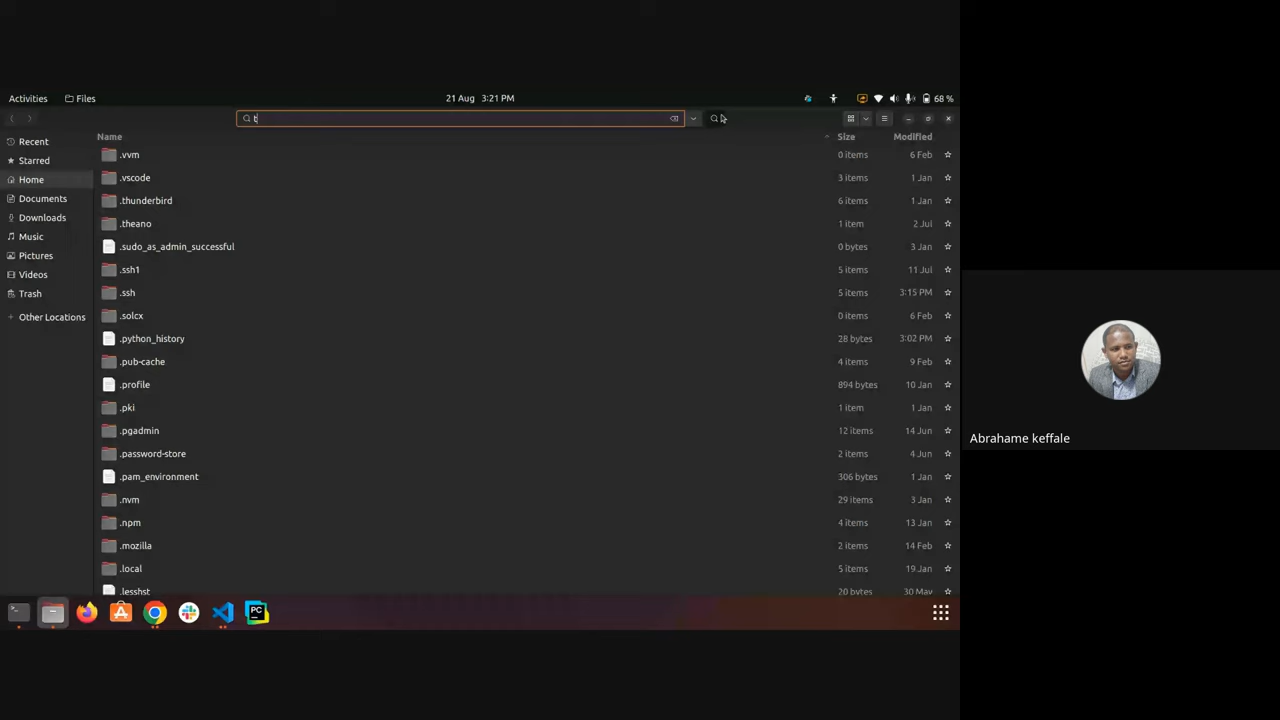 Activities Files 21 Aug 3:21 PM 68 %
t
Name Size Modified
Recent
Starred
Home
Documents
Downloads
Music
Pictures
Videos
Trash
Other Locations
.vvm 0 items 6 Feb
.vscode 3 items 1 Jan
.thunderbird 6 items 1 Jan
.theano 1 item 2 Jul
.sudo_as_admin_successful 0 bytes 3 Jan
.ssh1 5 items 11 Jul
.ssh 5 items 3:15 PM
.solcx 0 items 6 Feb
.python_history 28 bytes 3:02 PM
.pub-cache 4 items 9 Feb
.profile 894 bytes 10 Jan
.pki 1 item 1 Jan
.pgadmin 12 items 14 Jun
.password-store 2 items 4 Jun
.pam_environment 306 bytes 1 Jan
.nvm 29 items 3 Jan
.npm 4 items 13 Jan
.mozilla 2 items 14 Feb
.local 5 items 19 Jan
.lesshst 20 bytes 30 May
PC
Abrahame keffale